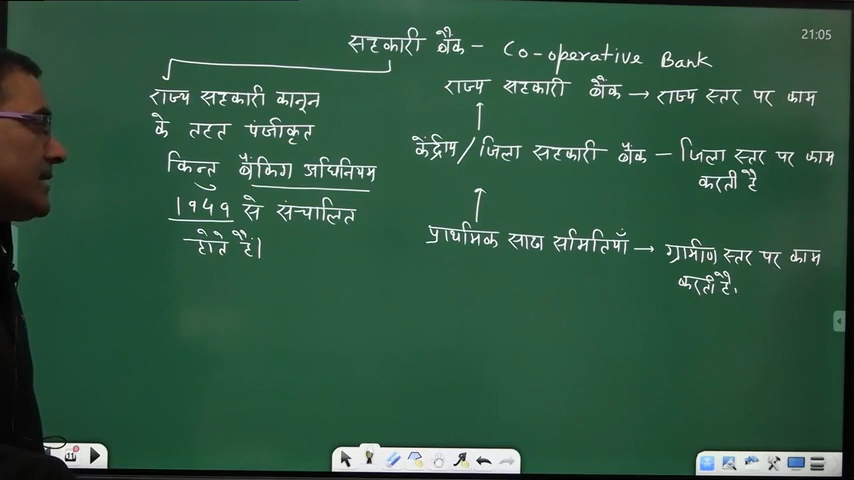 21:05
सहकारी बैंक - Co-operative Bank
राज्य सहकारी कानून
के तहत पंजीकृत
किन्तु बैंकिग अधिनियम
1949 से संचालित
होते हैं।
राज्य सहकारी बैंक → राज्य स्तर पर काम
केंद्रीय / जिला सहकारी बैंक - जिला स्तर पर काम
करती है
प्राथमिक साख समितियाँ → ग्रामीण स्तर पर काम
करती है.